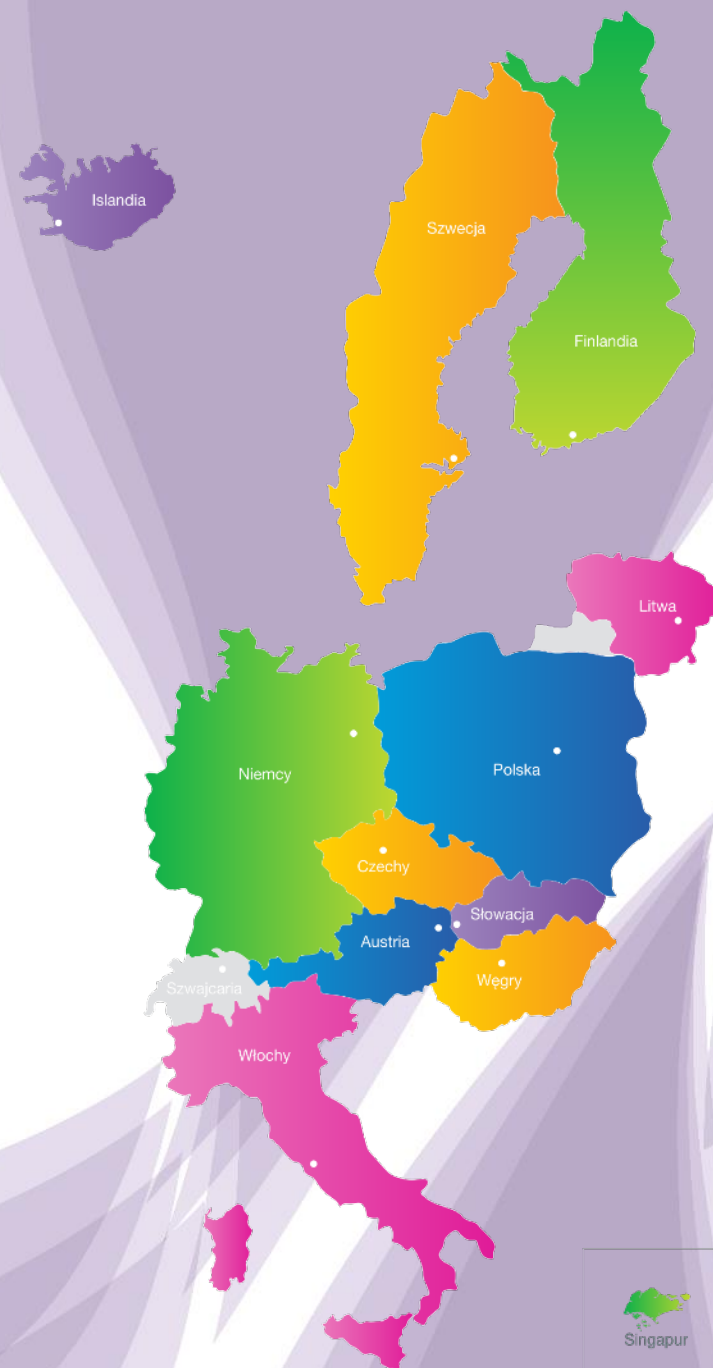 Islandia
Szwecja
Finlandia
Litwa
Niemcy
Polska
Czechy
Słowacja
Austria
Węgry
Szwajcaria
Włochy
Singapur